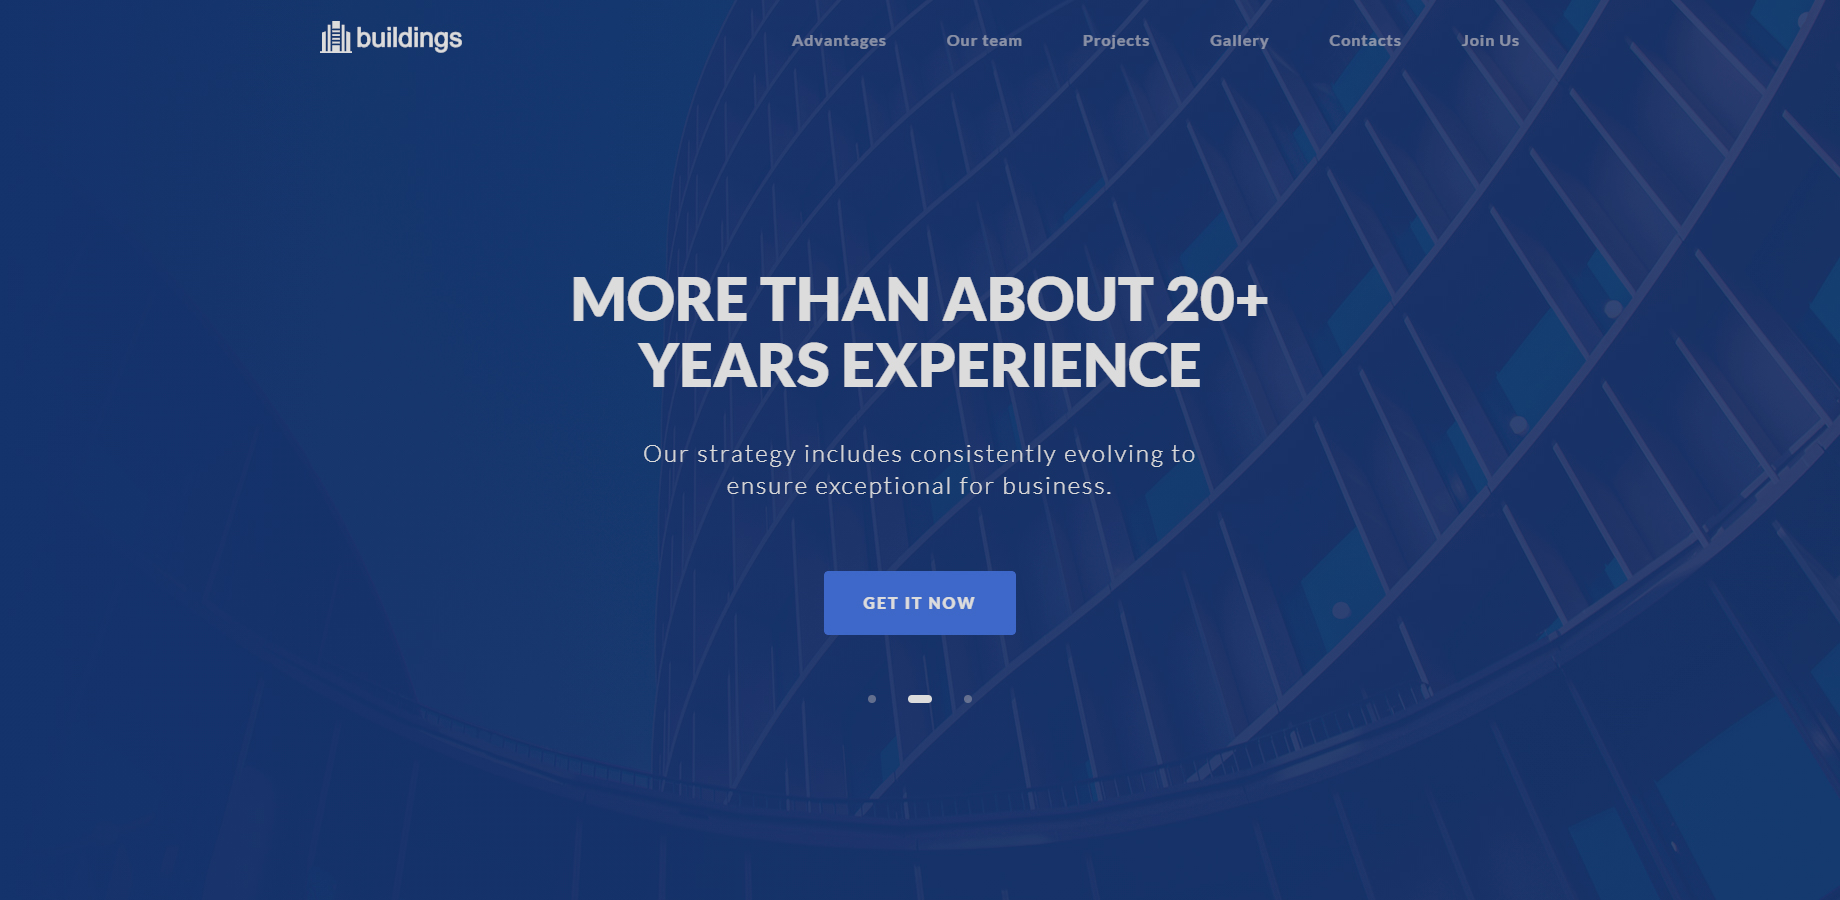 buildings
Advantages Our team Projects Gallery Contacts Join Us
MORE THAN ABOUT 20+
YEARS EXPERIENCE
Our strategy includes consistently evolving to
ensure exceptional for business.
GET IT NOW